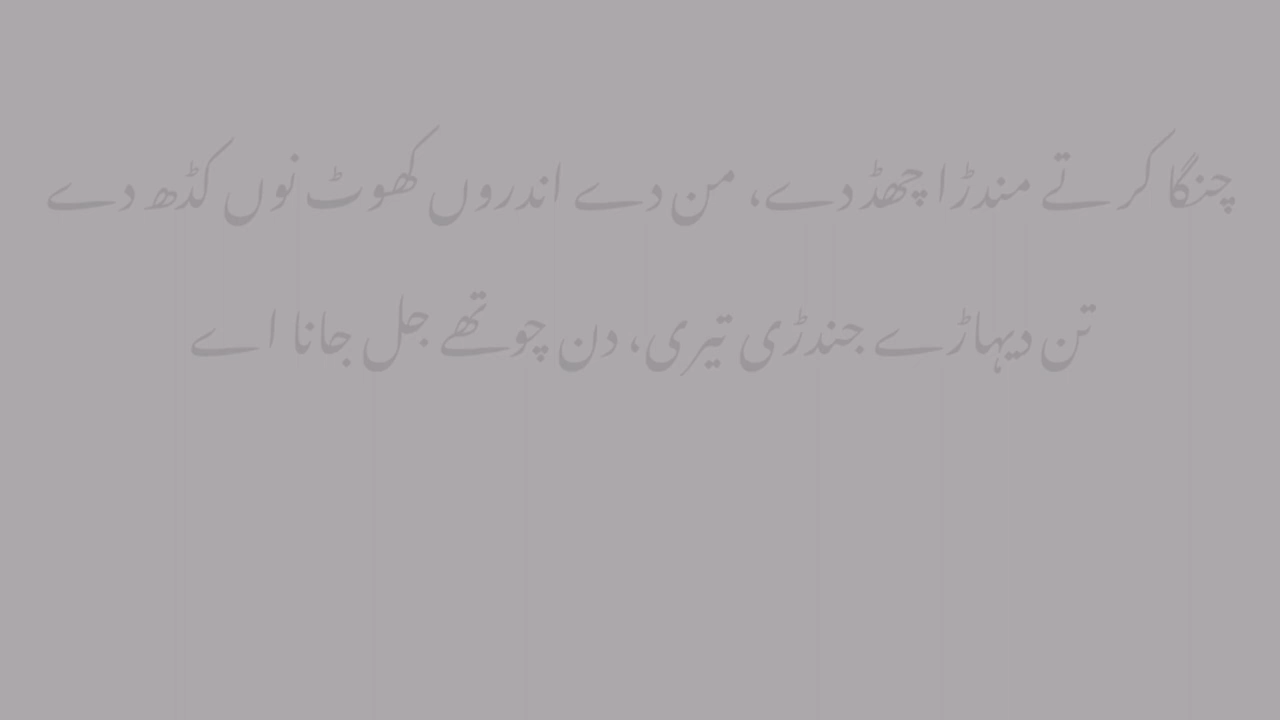 چنگا کر تے مندڑا چھڈ دے، من دے اندروں کھوٹ نوں کڈھ دے
تن دیہاڑے جندڑی تیری، دن چوتھے جل جانا اے